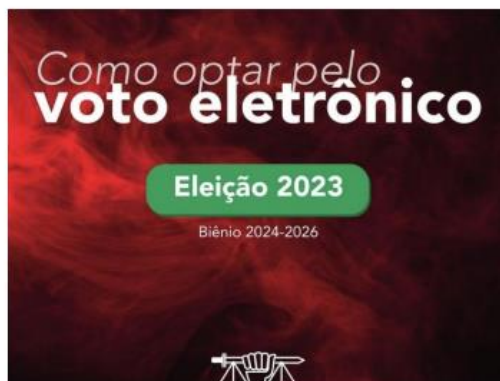 Como optar pelo
voto eletrônico
Eleição 2023
Biênio 2024-2026